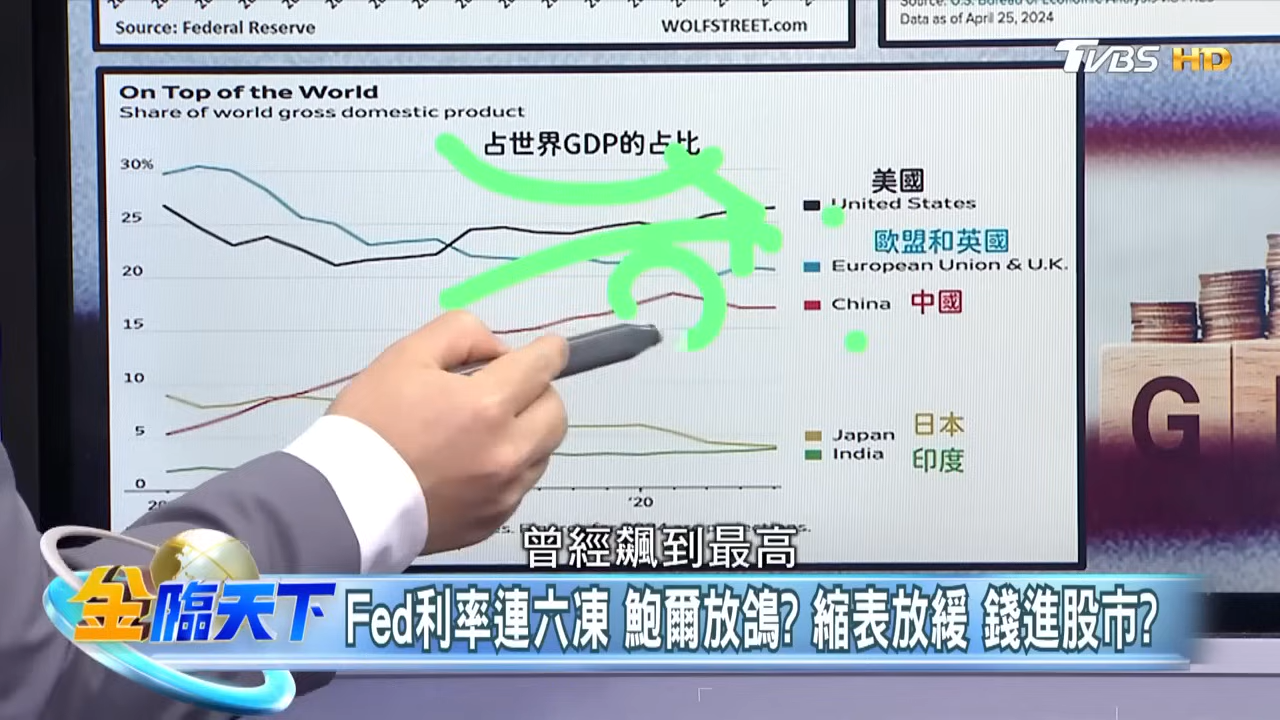 Source: Federal Reserve
WOLFSTREET.com
Data as of April 25, 2024
TVBS HD
On Top of the World
Share of world gross domestic product
占世界GDP的占比
30%
25
20
15
10
5
0
'20
美國
United States
歐盟和英國
European Union & U.K.
China 中國
Japan 日本
India 印度
G
曾經飆到最高
金臨天下
Fed利率連六凍 鮑爾放鴿? 縮表放緩 錢進股市?